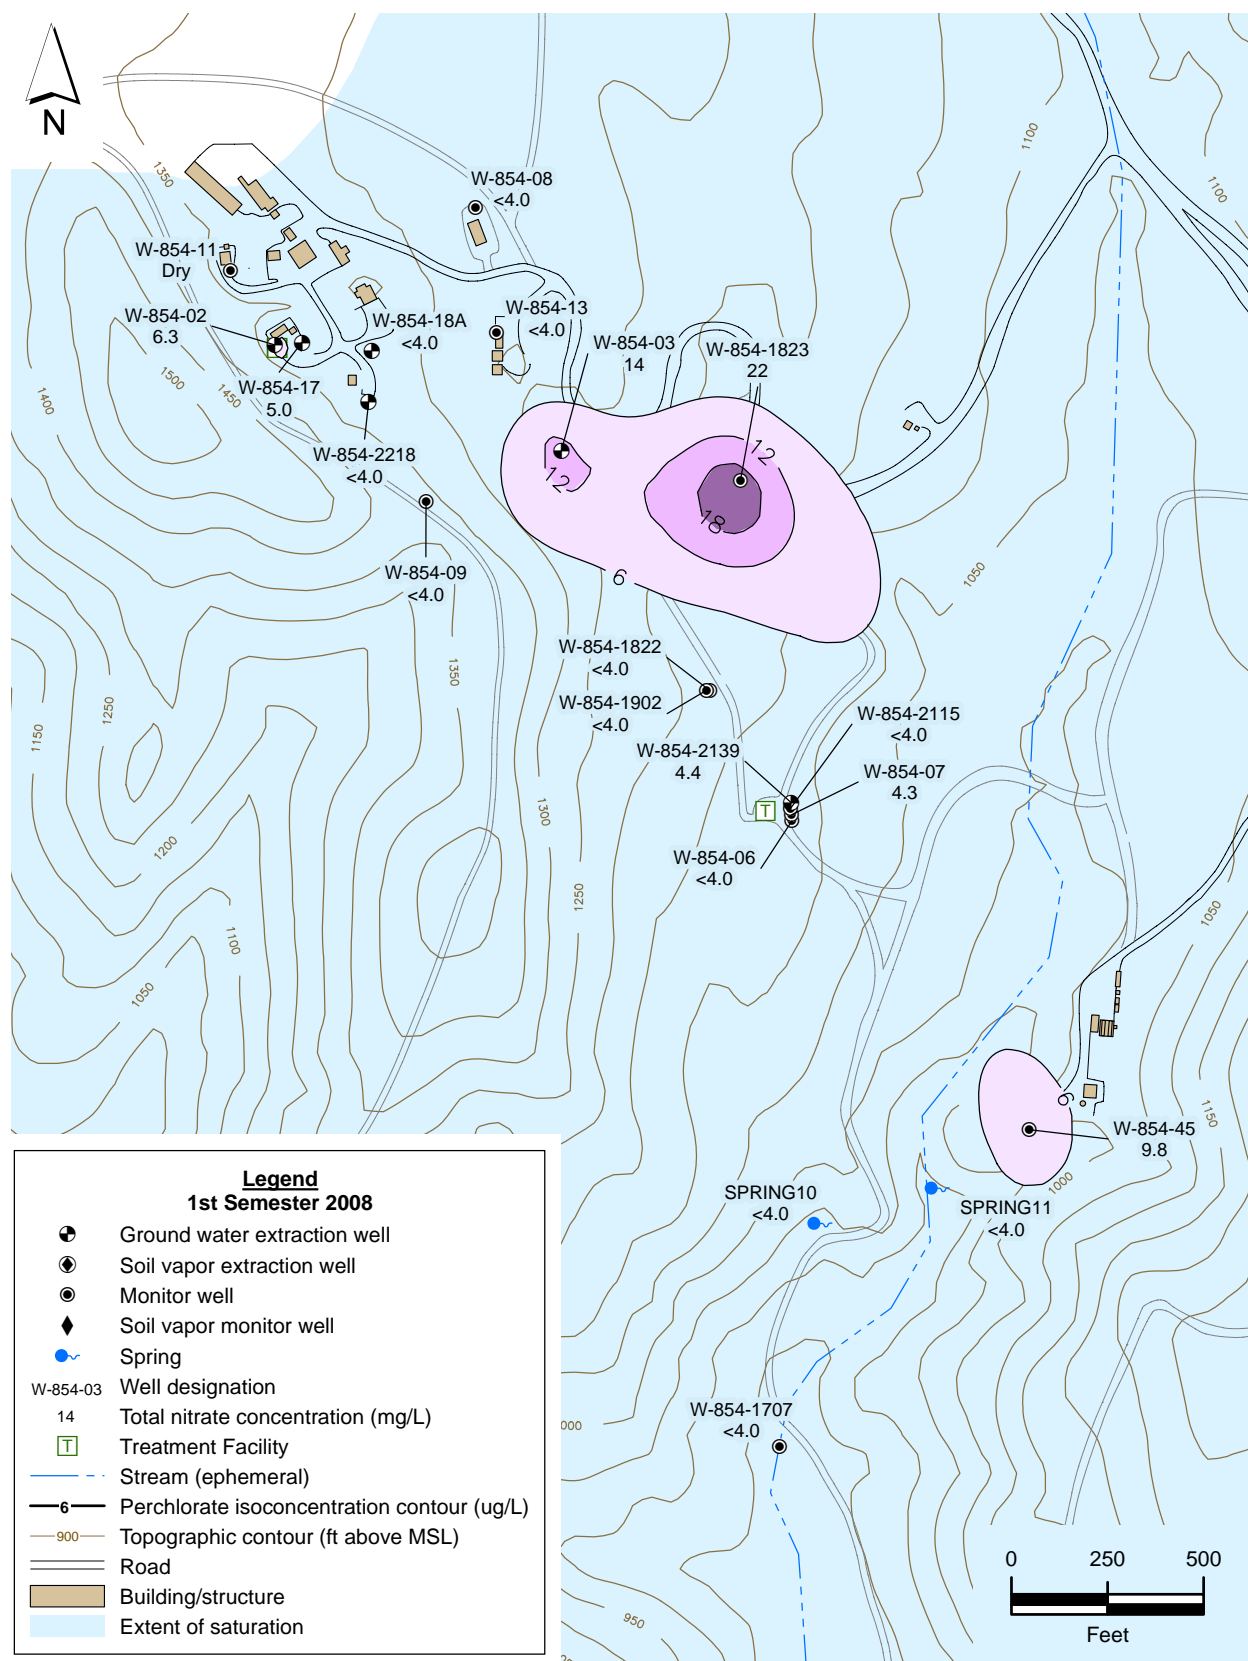 N
1350
1100
1100
W-854-08
<4.0
W-854-11
Dry
W-854-02
6.3
W-854-18A
<4.0
W-854-13
<4.0
W-854-03
14
W-854-1823
22
1400
1500
1450
W-854-17
5.0
W-854-2218
<4.0
12
12
18
6
W-854-09
<4.0
1050
W-854-1822
<4.0
W-854-1902
<4.0
1350
1250
1150
W-854-2115
<4.0
W-854-2139
4.4
W-854-07
4.3
T
1300
1200
W-854-06
<4.0
1250
1050
1100
1050
6
1150
W-854-45
9.8
1000
SPRING10
<4.0
SPRING11
<4.0
W-854-1707
<4.0
000
950
Legend
1st Semester 2008
Ground water extraction well
Soil vapor extraction well
Monitor well
Soil vapor monitor well
Spring
W-854-03 Well designation
14 Total nitrate concentration (mg/L)
T Treatment Facility
Stream (ephemeral)
6 Perchlorate isoconcentration contour (ug/L)
900 Topographic contour (ft above MSL)
Road
Building/structure
Extent of saturation
0 250 500
Feet